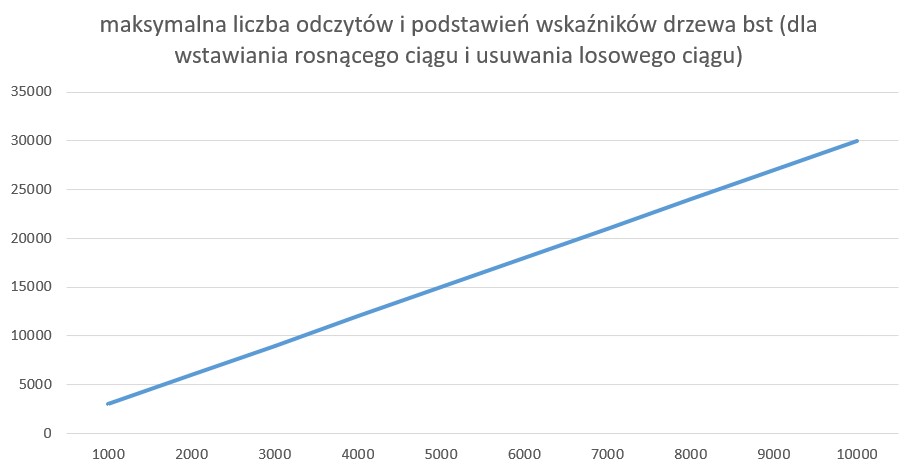 maksymalna liczba odczytów i podstawień wskaźników drzewa bst (dla
wstawiania rosnącego ciągu i usuwania losowego ciągu)
35000
30000
25000
20000
15000
10000
5000
0
1000 2000 3000 4000 5000 6000 7000 8000 9000 10000